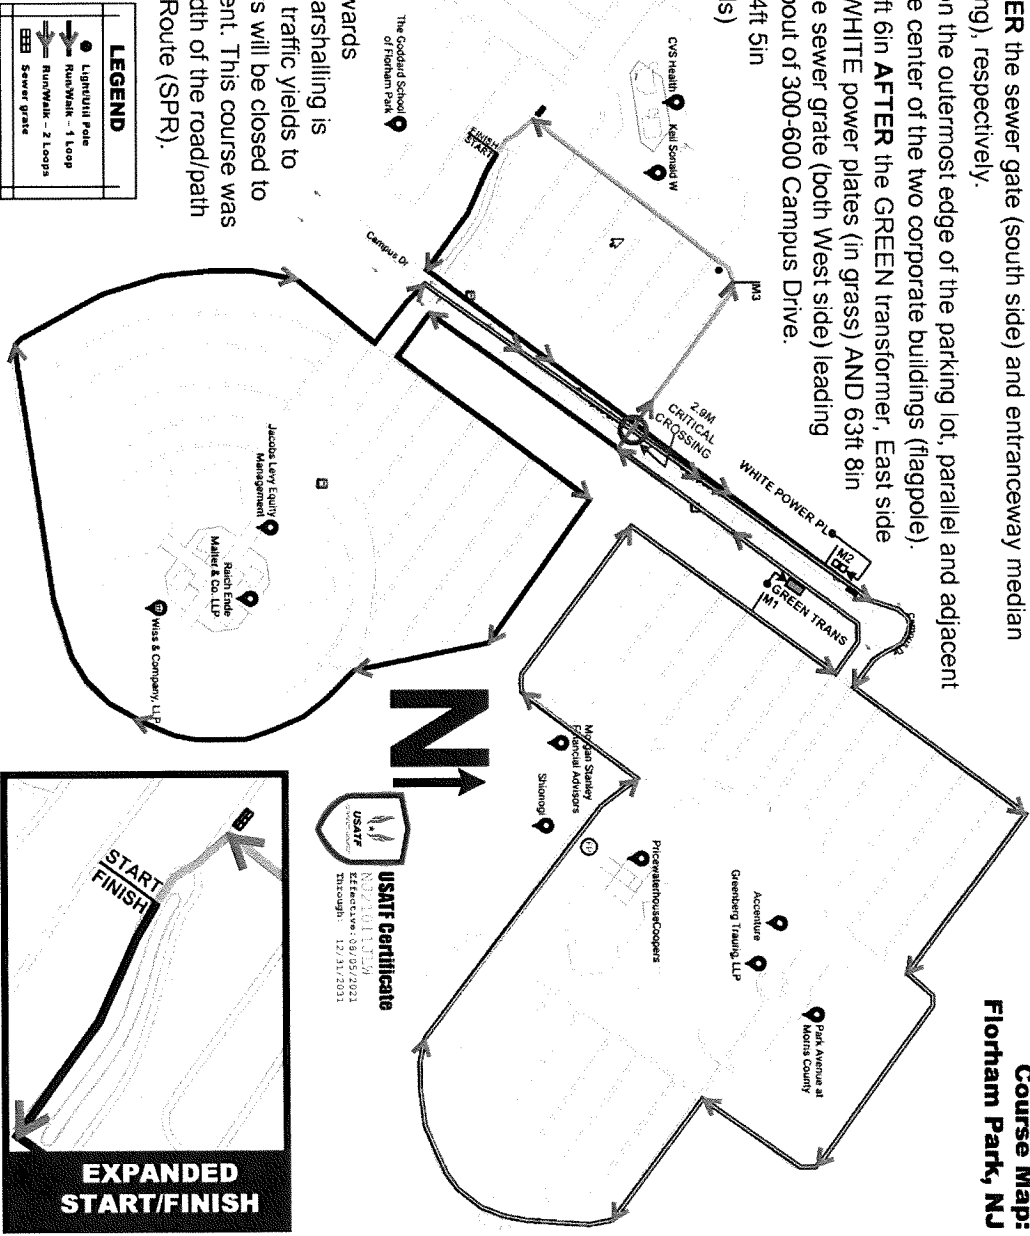 Course Map:
Florham Park, NJ
ER the sewer gate (south side) and entranceway median
ng), respectively.
on the outermost edge of the parking lot, parallel and adjacent
e center of the two corporate buildings (flagpole).
ft 6in AFTER the GREEN transformer, East side
WHITE power plates (in grass) AND 63ft 8in
e sewer grate (both West side) leading
bout of 300-600 Campus Drive.
4ft 5in
s)
wards
arshalling is
traffic yields to
s will be closed to
ent. This course was
dth of the road/path
Route (SPR).
LEGEND
Light/Util Pole
Run/Walk - 1 Loop
Run/Walk - 2 Loops
Sewer grate
The Goddard School
of Florham Park
CVS Health
Keil Sonald W
FINISH
START
Campus Dr
M3
2.9M
CRITICAL
CROSSING
WHITE POWER PL
M2
GREEN TRANS
M1
Jacobs Levy Equity
Management
Raich Ende
Malter & Co. LLP
Wiss & Company, LLP
N
Morgan Stanley
Financial Advisors
Shionogi
PricewaterhouseCoopers
Accenture
Greenberg Traurig, LLP
Park Avenue at
Morris County
USATF
USATF Certificate
NJ21011JLW
Effective: 08/05/2021
Through: 12/31/2031
START
FINISH
EXPANDED
START/FINISH